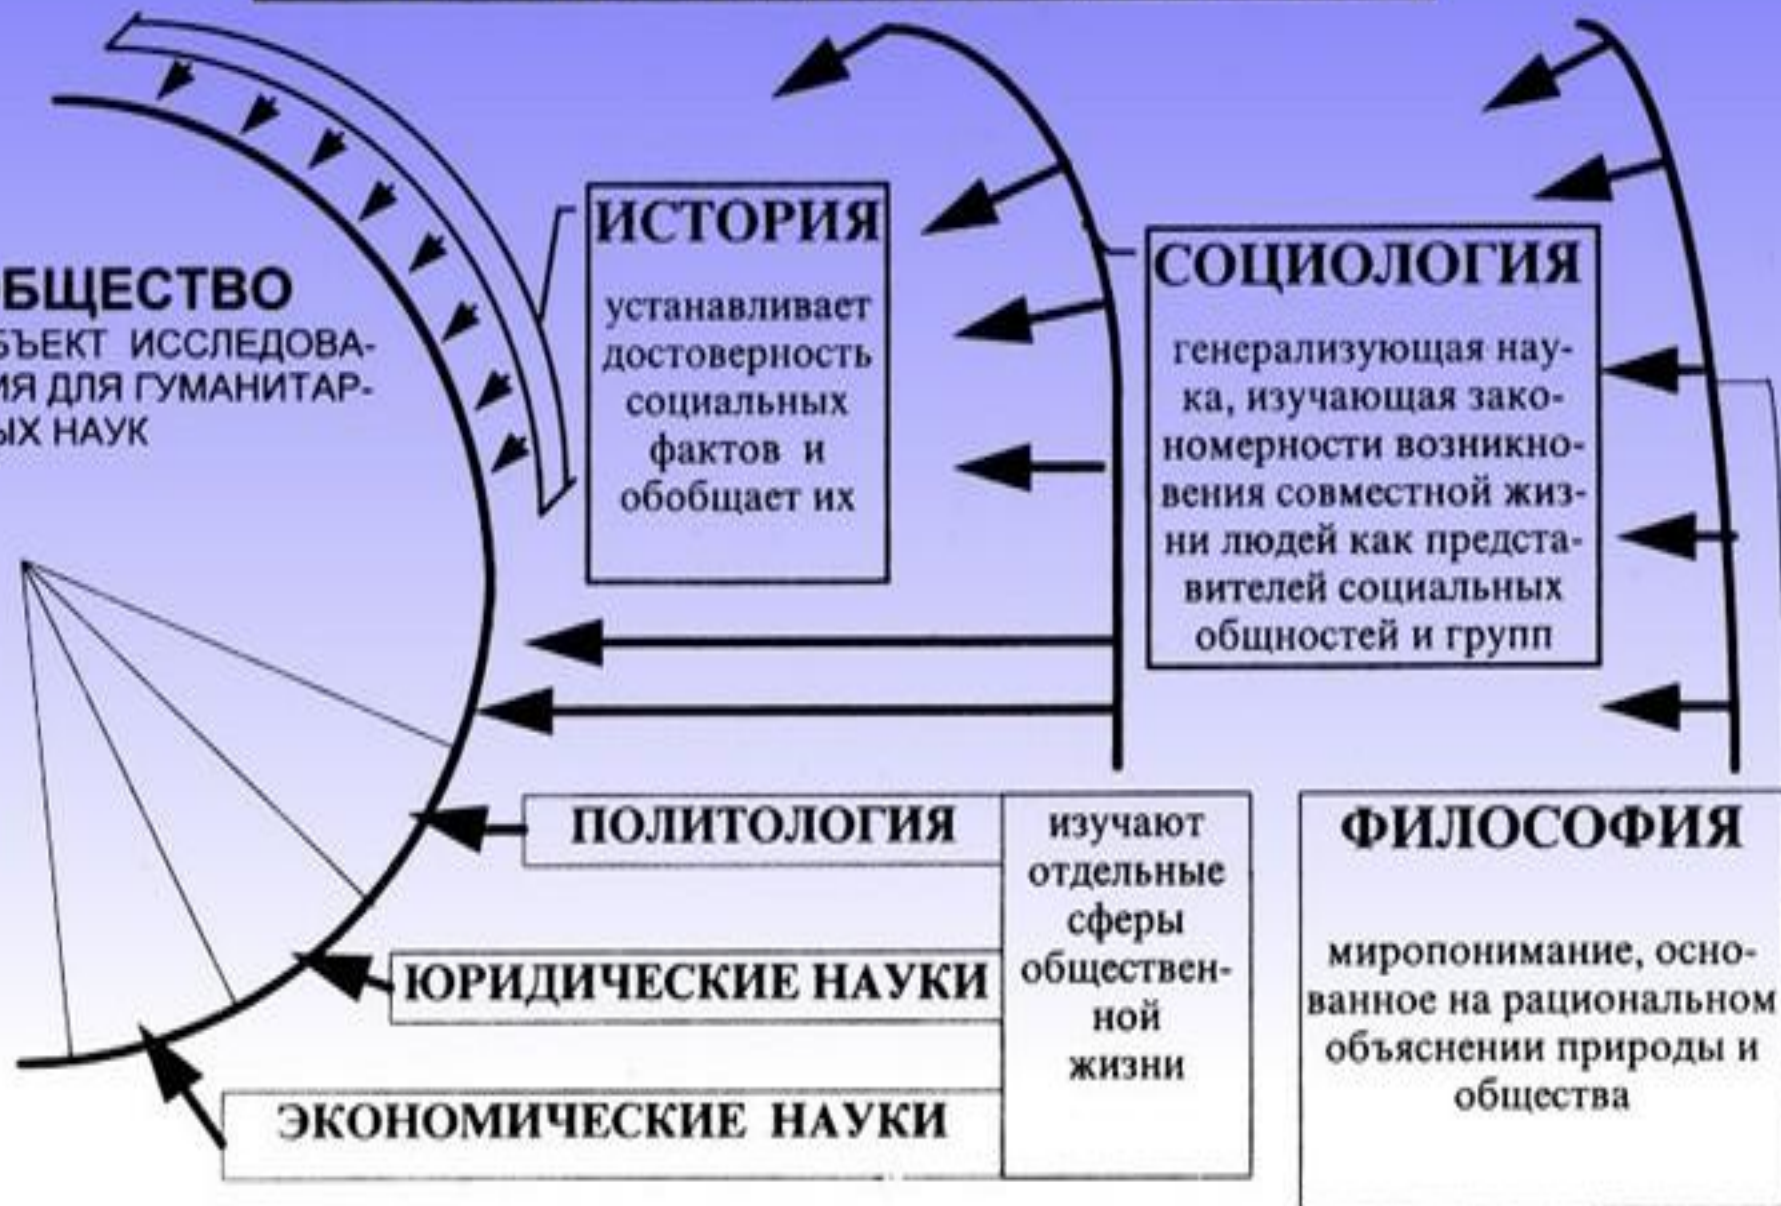 БЩЕСТВО
БЪЕКТ ИССЛЕДОВА-
ИЯ ДЛЯ ГУМАНИТАР-
ЫХ НАУК
ИСТОРИЯ
устанавливает
достоверность
социальных
фактов и
обобщает их
СОЦИОЛОГИЯ
генерализующая нау-
ка, изучающая зако-
номерности возникно-
вения совместной жиз-
ни людей как предста-
вителей социальных
общностей и групп
ПОЛИТОЛОГИЯ
ЮРИДИЧЕСКИЕ НАУКИ
ЭКОНОМИЧЕСКИЕ НАУКИ
изучают
отдельные
сферы
обществен-
ной
жизни
ФИЛОСОФИЯ
миропонимание, осно-
ванное на рациональном
объяснении природы и
общества